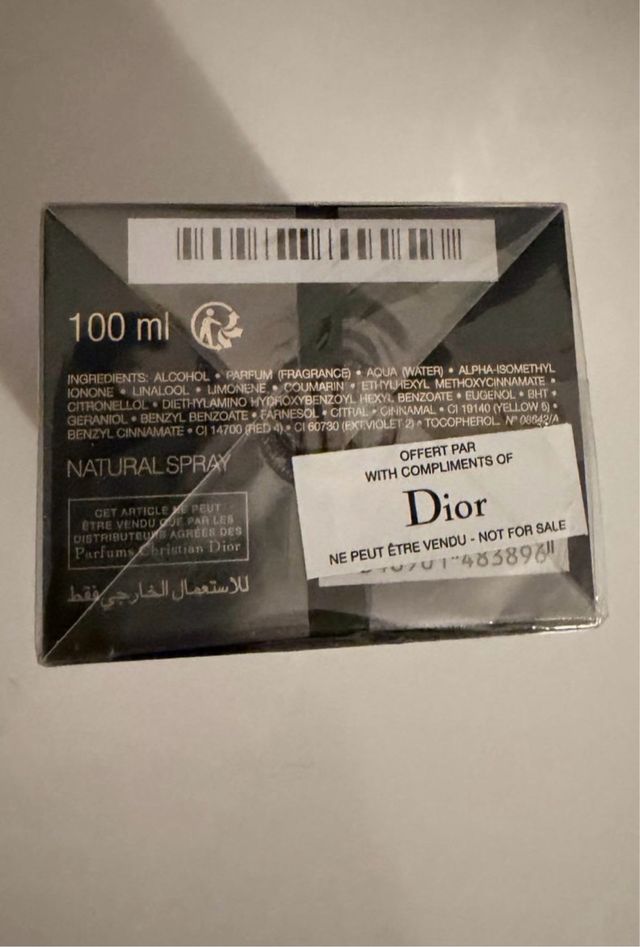 100 ml
INGREDIENTS: ALCOHOL • PARFUM (FRAGRANCE) • AQUA (WATER) • ALPHA-ISOMETHYL
IONONE • LINALOOL • LIMONENE • COUMARIN • ETHYLHEXYL METHOXYCINNAMATE •
CITRONELLOL • DIETHYLAMINO HYDROXYBENZOYL HEXYL BENZOATE • EUGENOL • BHT •
GERANIOL • BENZYL BENZOATE • FARNESOL • CITRAL • CINNAMAL • CI 19140 (YELLOW 5) •
BENZYL CINNAMATE • CI 14700 (RED 4) • CI 60730 (EXT.VIOLET 2) • TOCOPHEROL. N° 08843/A
NATURAL SPRAY
CET ARTICLE NE PEUT
ÊTRE VENDU QUE PAR LES
DISTRIBUTEURS AGRÉÉS DES
Parfums Christian Dior
للاستعمال الخارجي فقط
OFFERT PAR
WITH COMPLIMENTS OF
Dior
NE PEUT ÊTRE VENDU - NOT FOR SALE
483896